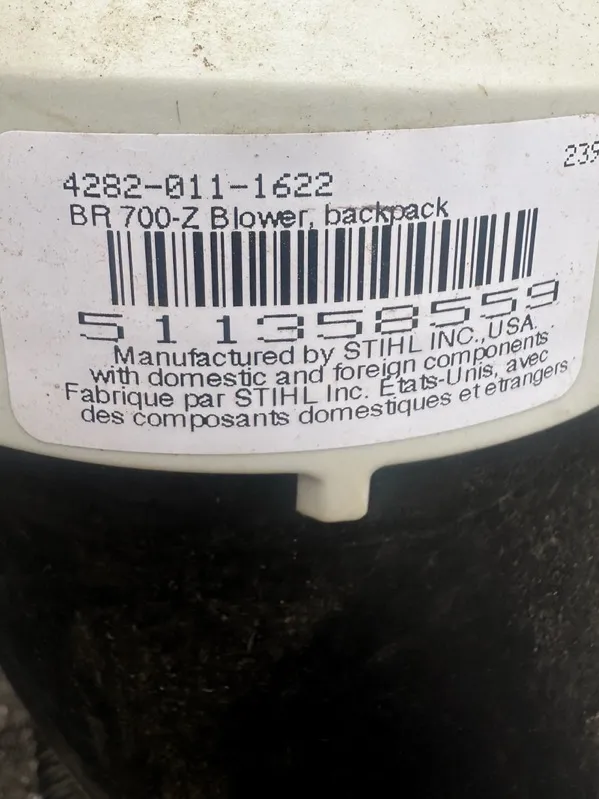 239
4282-011-1622
BR 700-Z Blower, backpack
511358559
Manufactured by STIHL INC., USA.
with domestic and foreign components
Fabrique par STIHL Inc. Etats-Unis, avec
des composants domestiques et etrangers